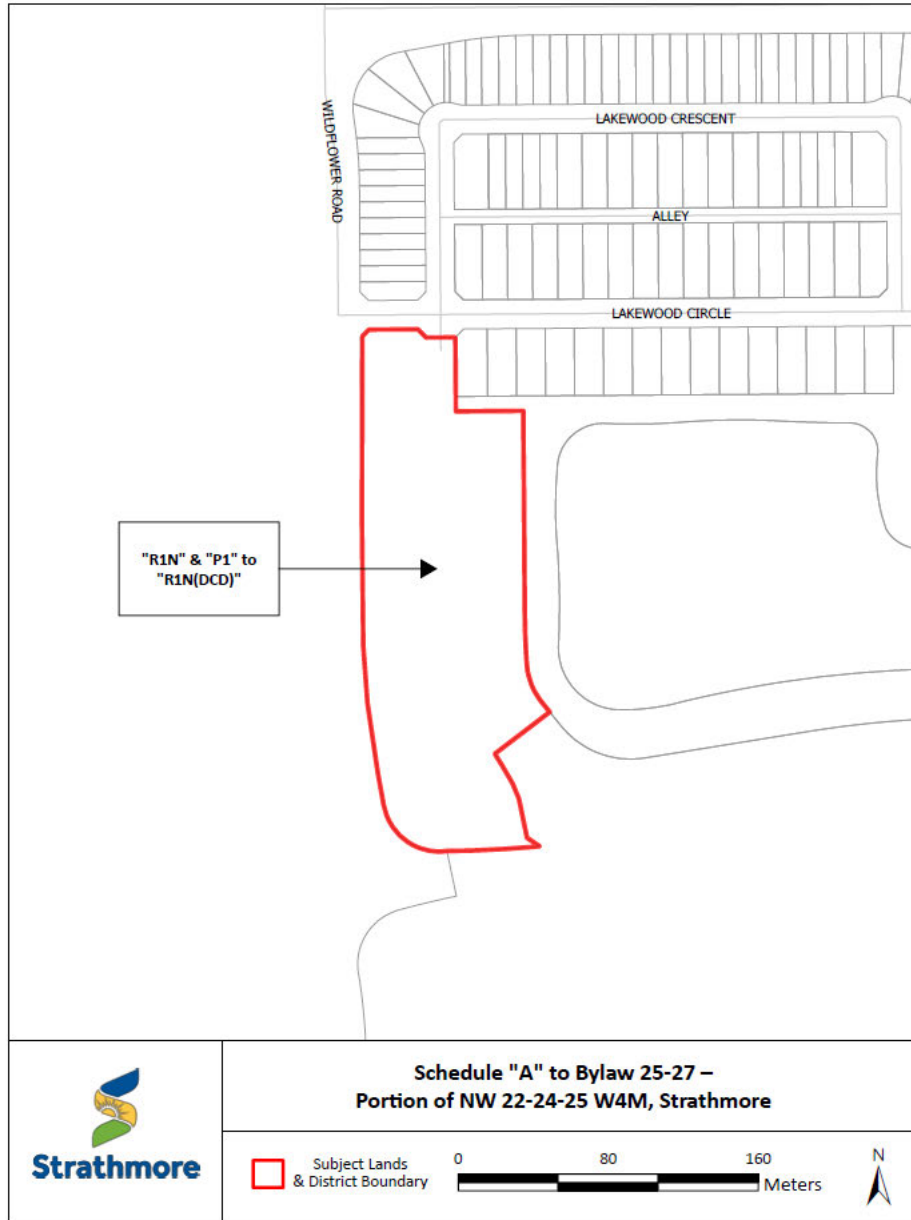 LAKEWOOD CRESCENT
WILDFLOWER ROAD
ALLEY
LAKEWOOD CIRCLE
"R1N" & "P1" to
"R1N(DCD)"
Schedule "A" to Bylaw 25-27 –
Portion of NW 22-24-25 W4M, Strathmore
Strathmore
Subject Lands
& District Boundary
0 80 160
Meters
N